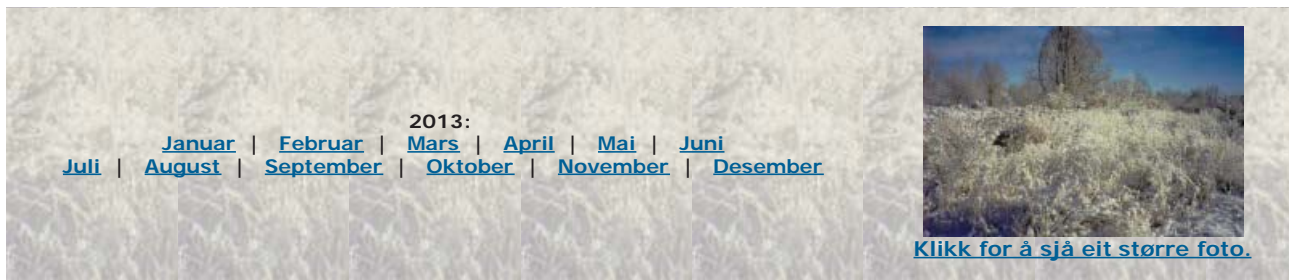 2013:
Januar | Februar | Mars | April | Mai | Juni
Juli | August | September | Oktober | November | Desember
Klikk for å sjå eit større foto.